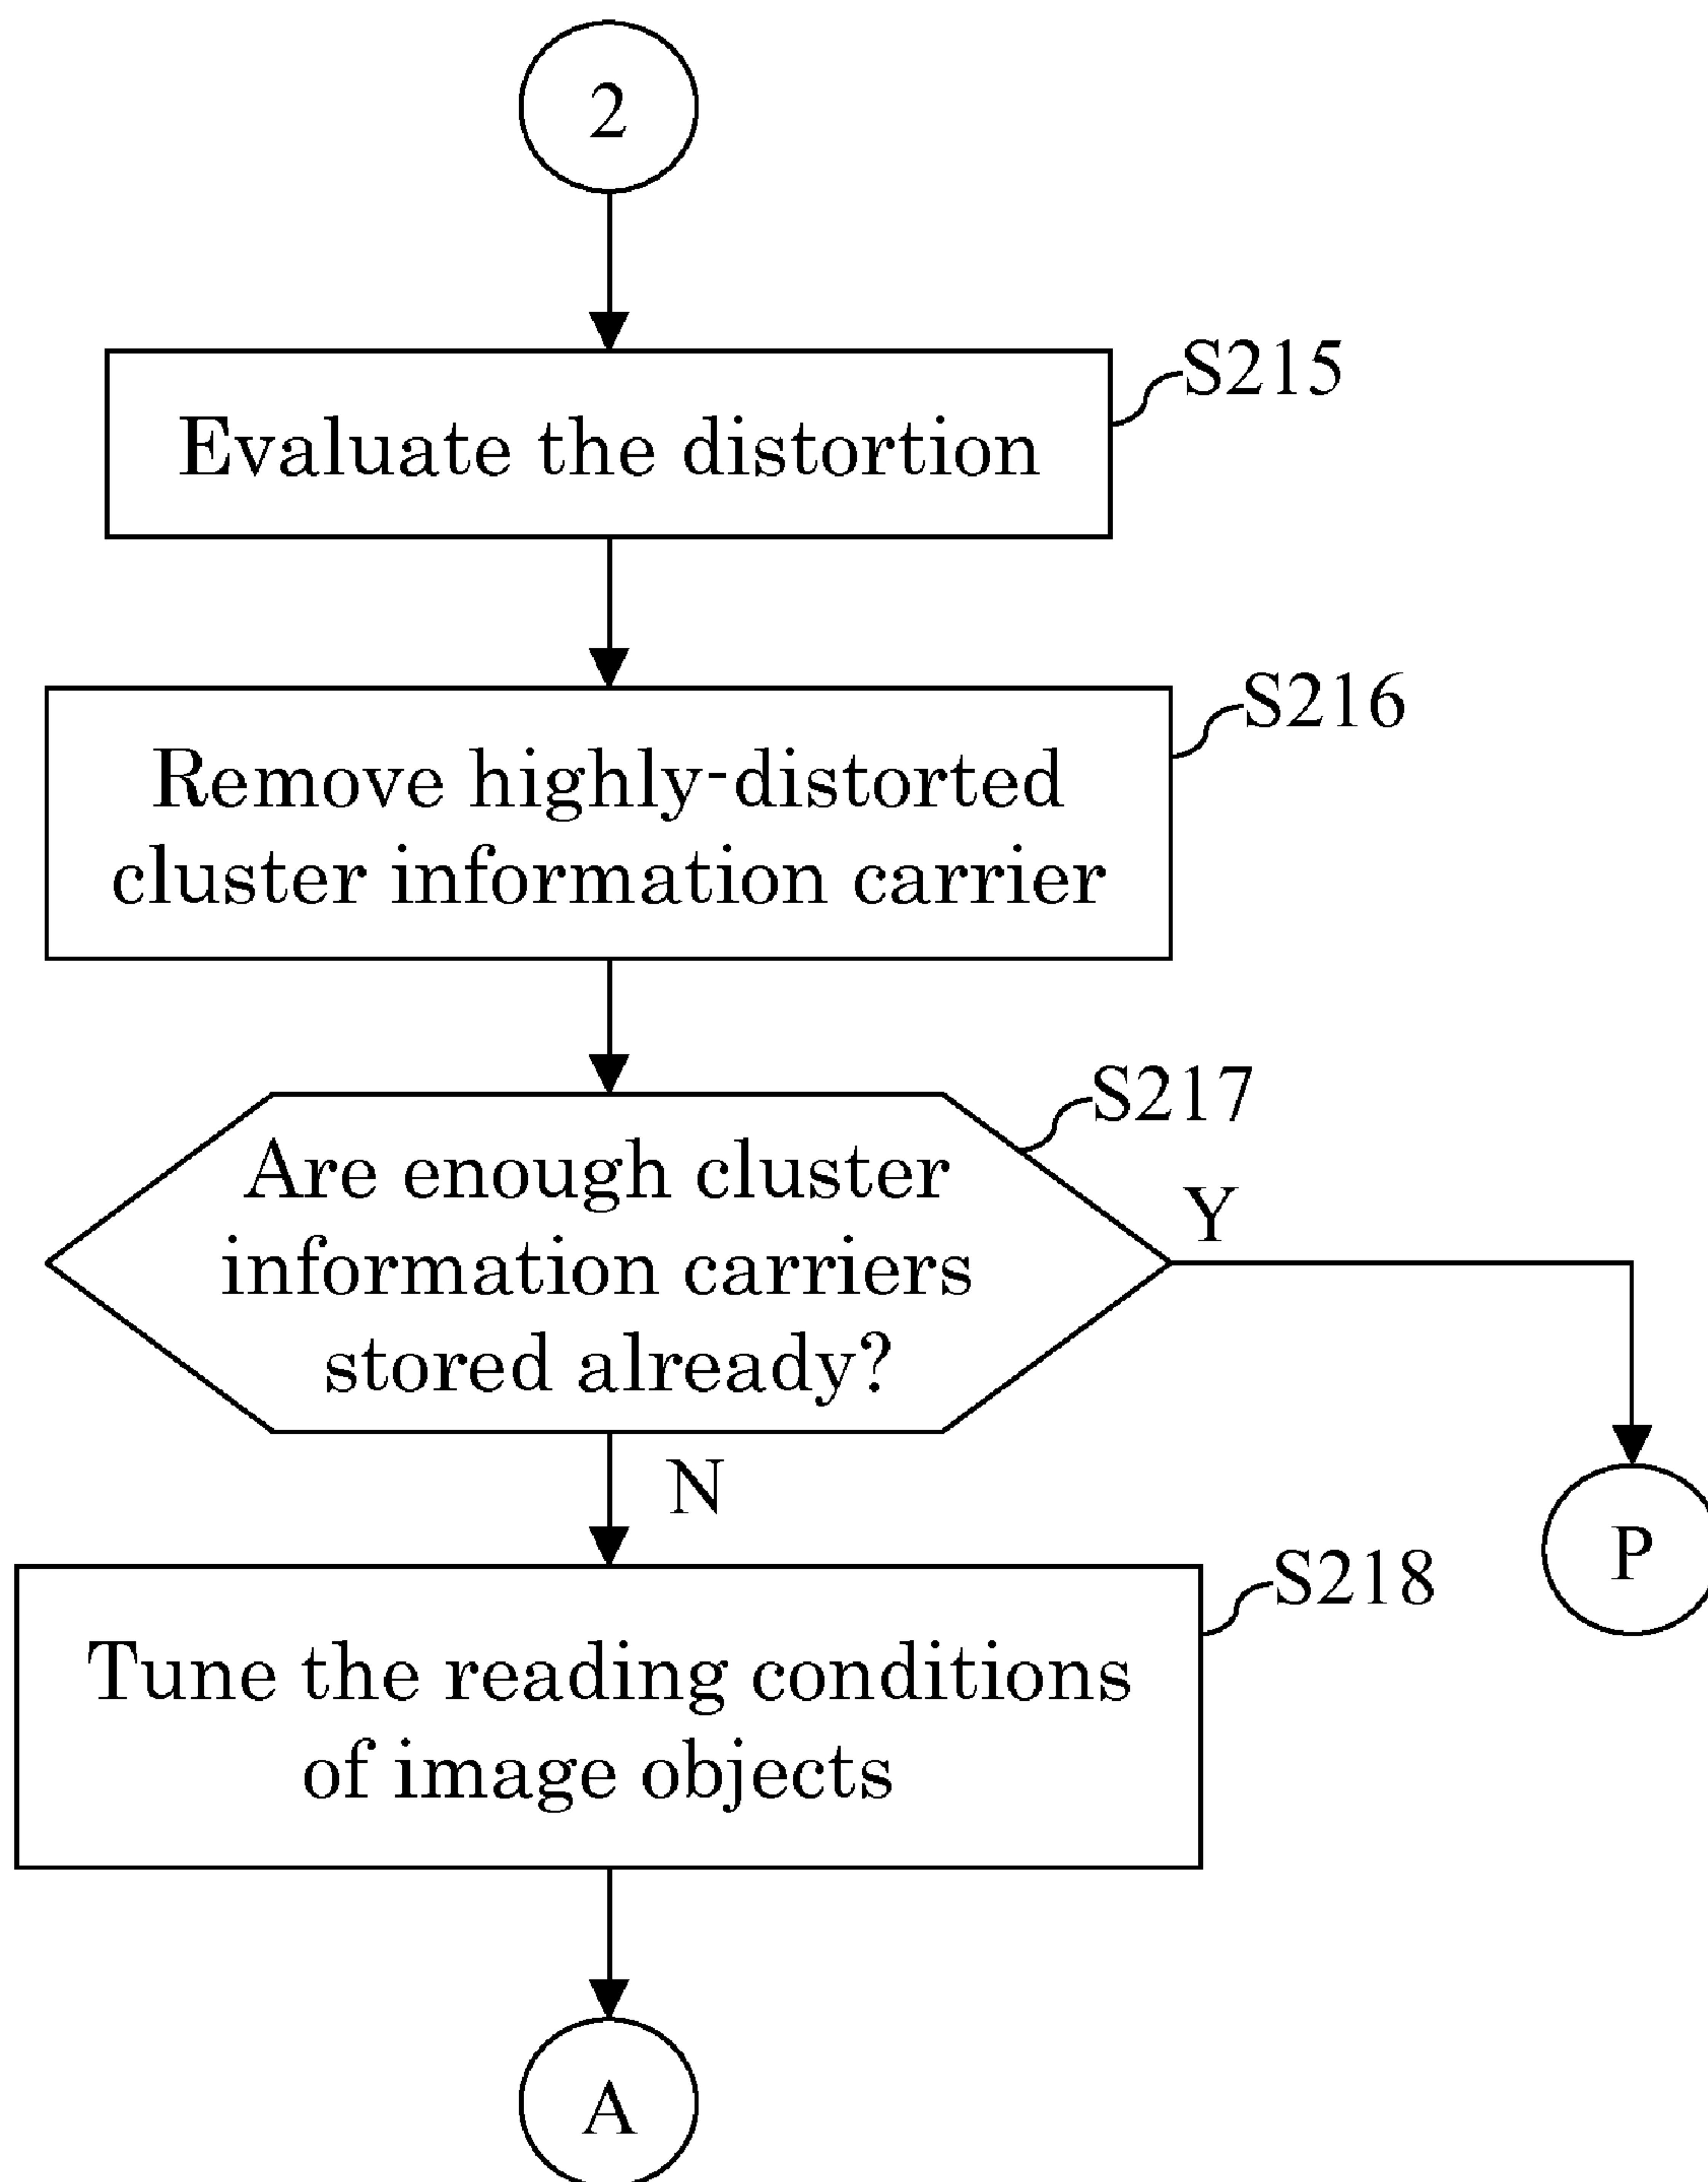 2
S215
Evaluate the distortion
S216
Remove highly-distorted
cluster information carrier
S217
Are enough cluster
information carriers
stored already?
Y
N
P
S218
Tune the reading conditions
of image objects
A